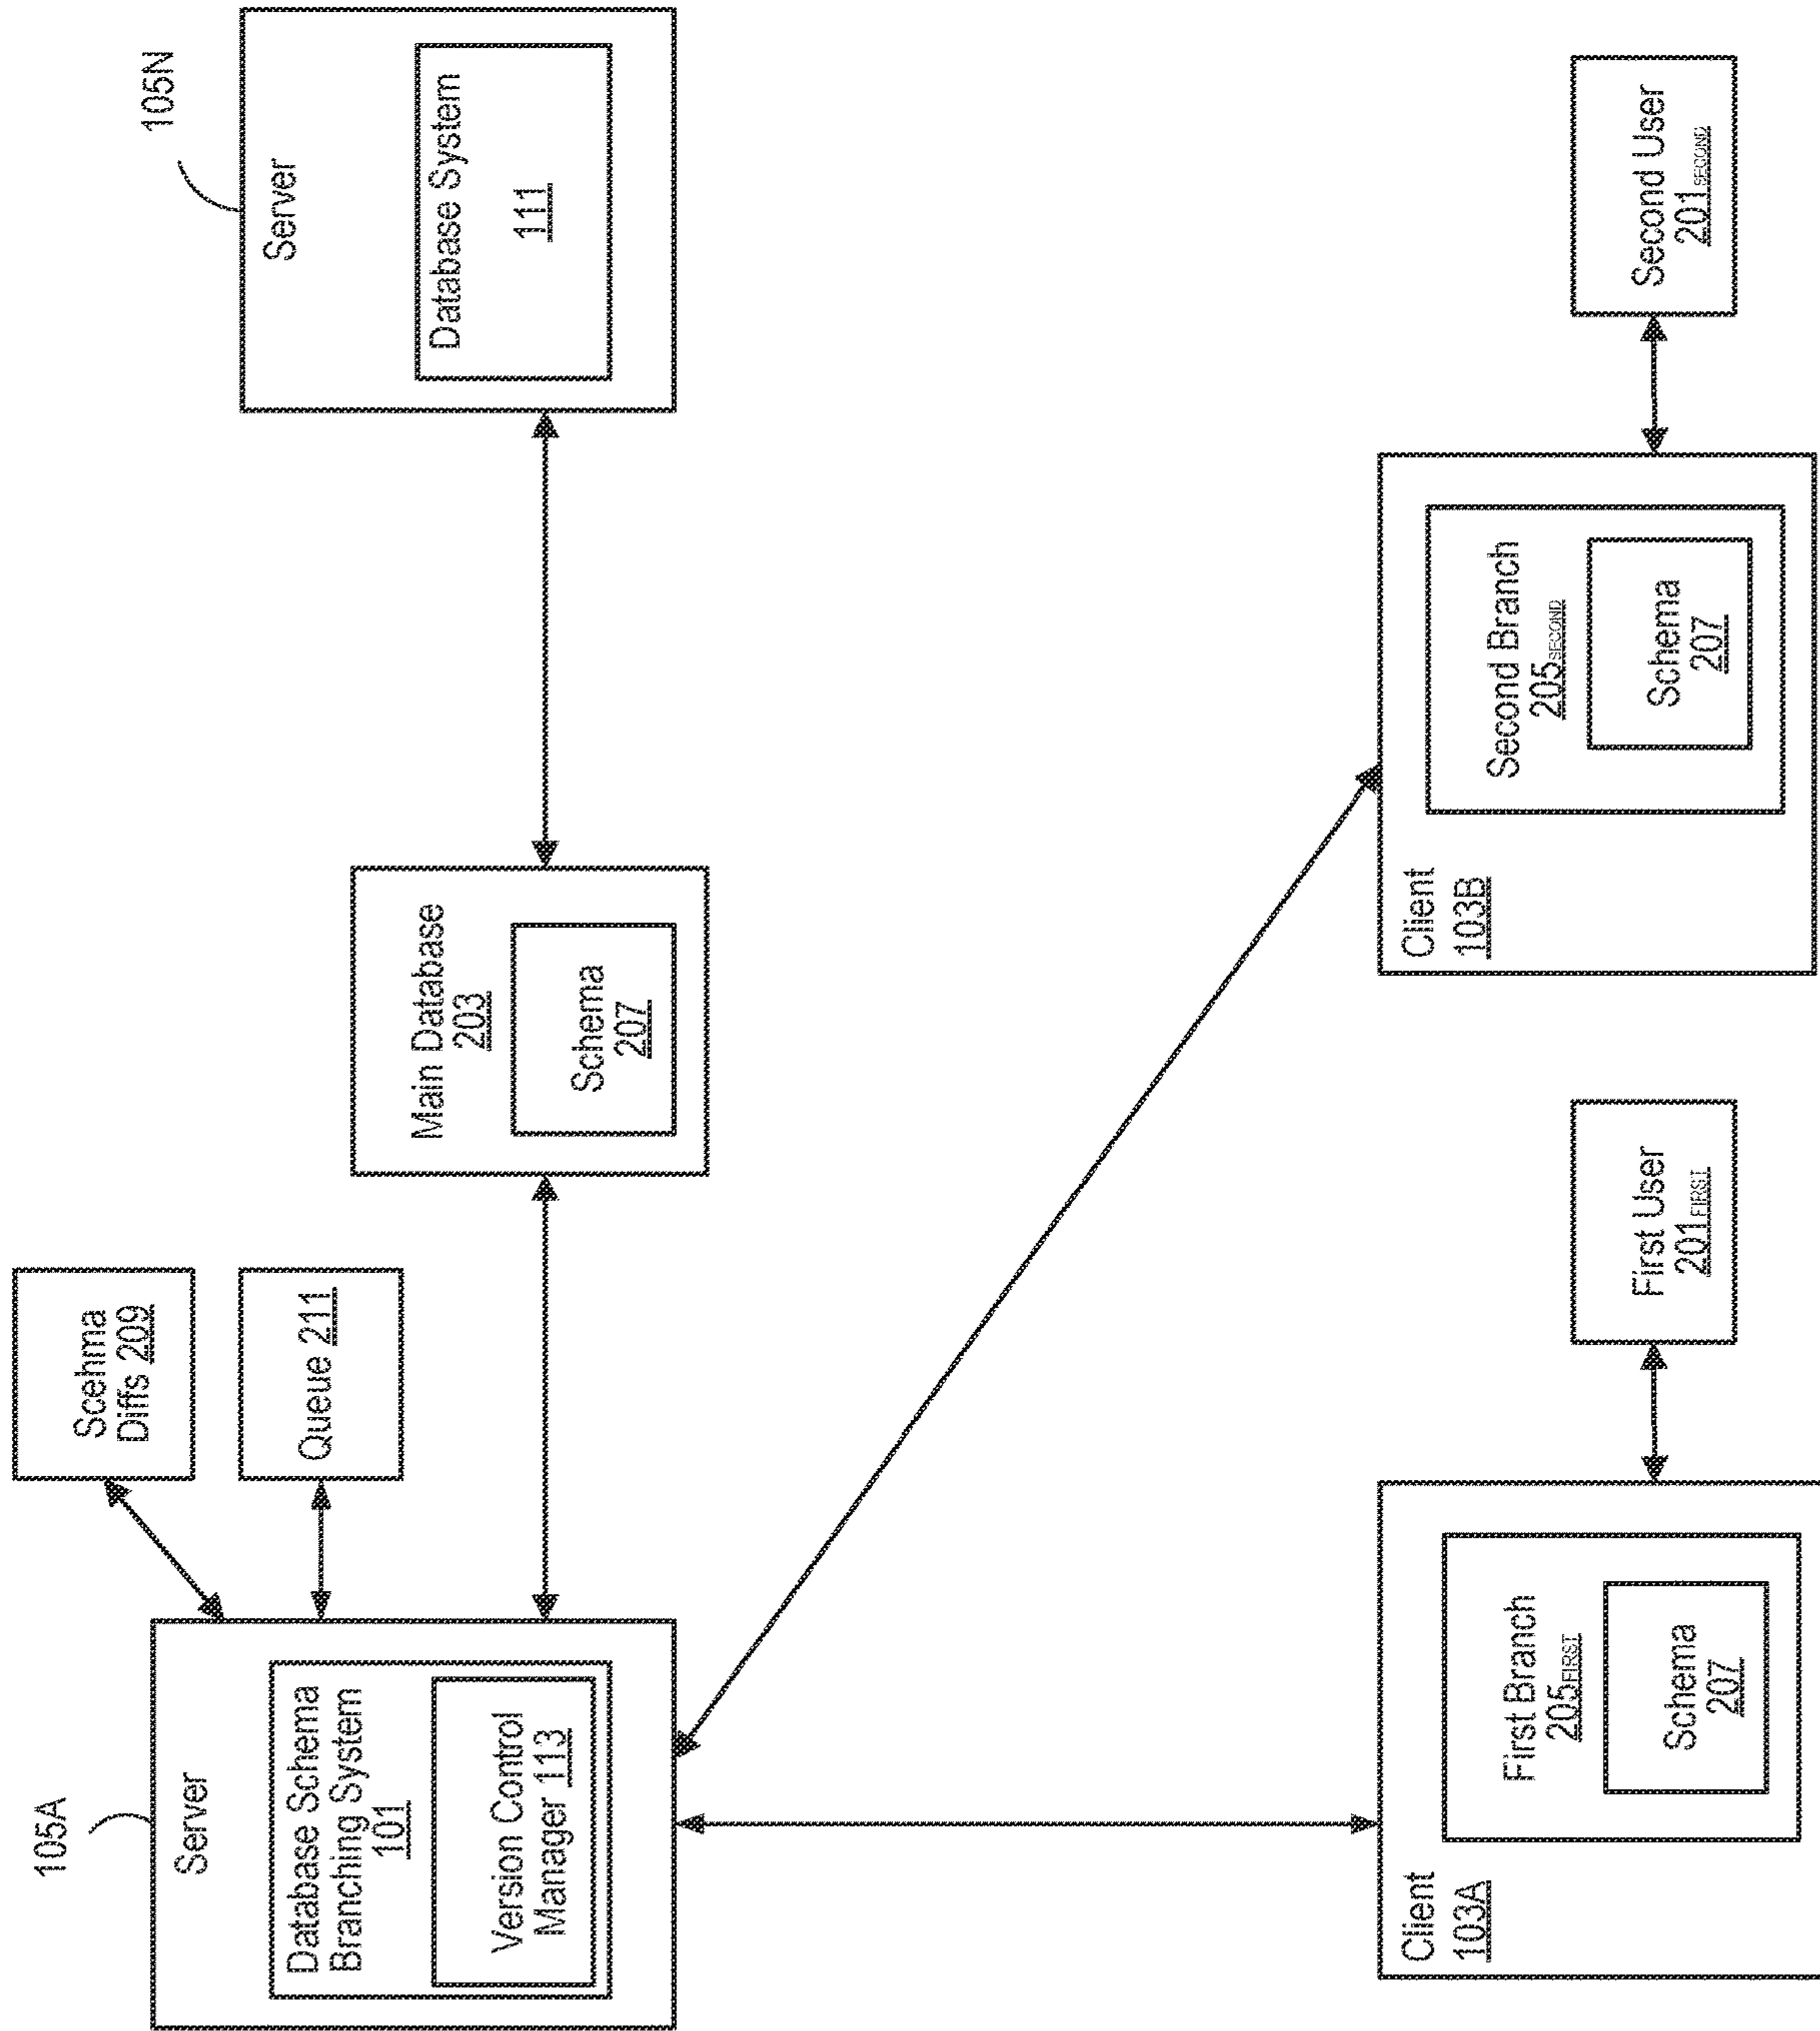 105A
Server
Database Schema
Branching System
101
Version Control
Manager 113
Scehma
Diffs 209
Queue 211
Main Database
203
Schema
207
105N
Server
Database System
111
Client
103A
First Branch
205FIRST
Schema
207
First User
201FIRST
Client
103B
Second Branch
205SECOND
Schema
207
Second User
201SECOND